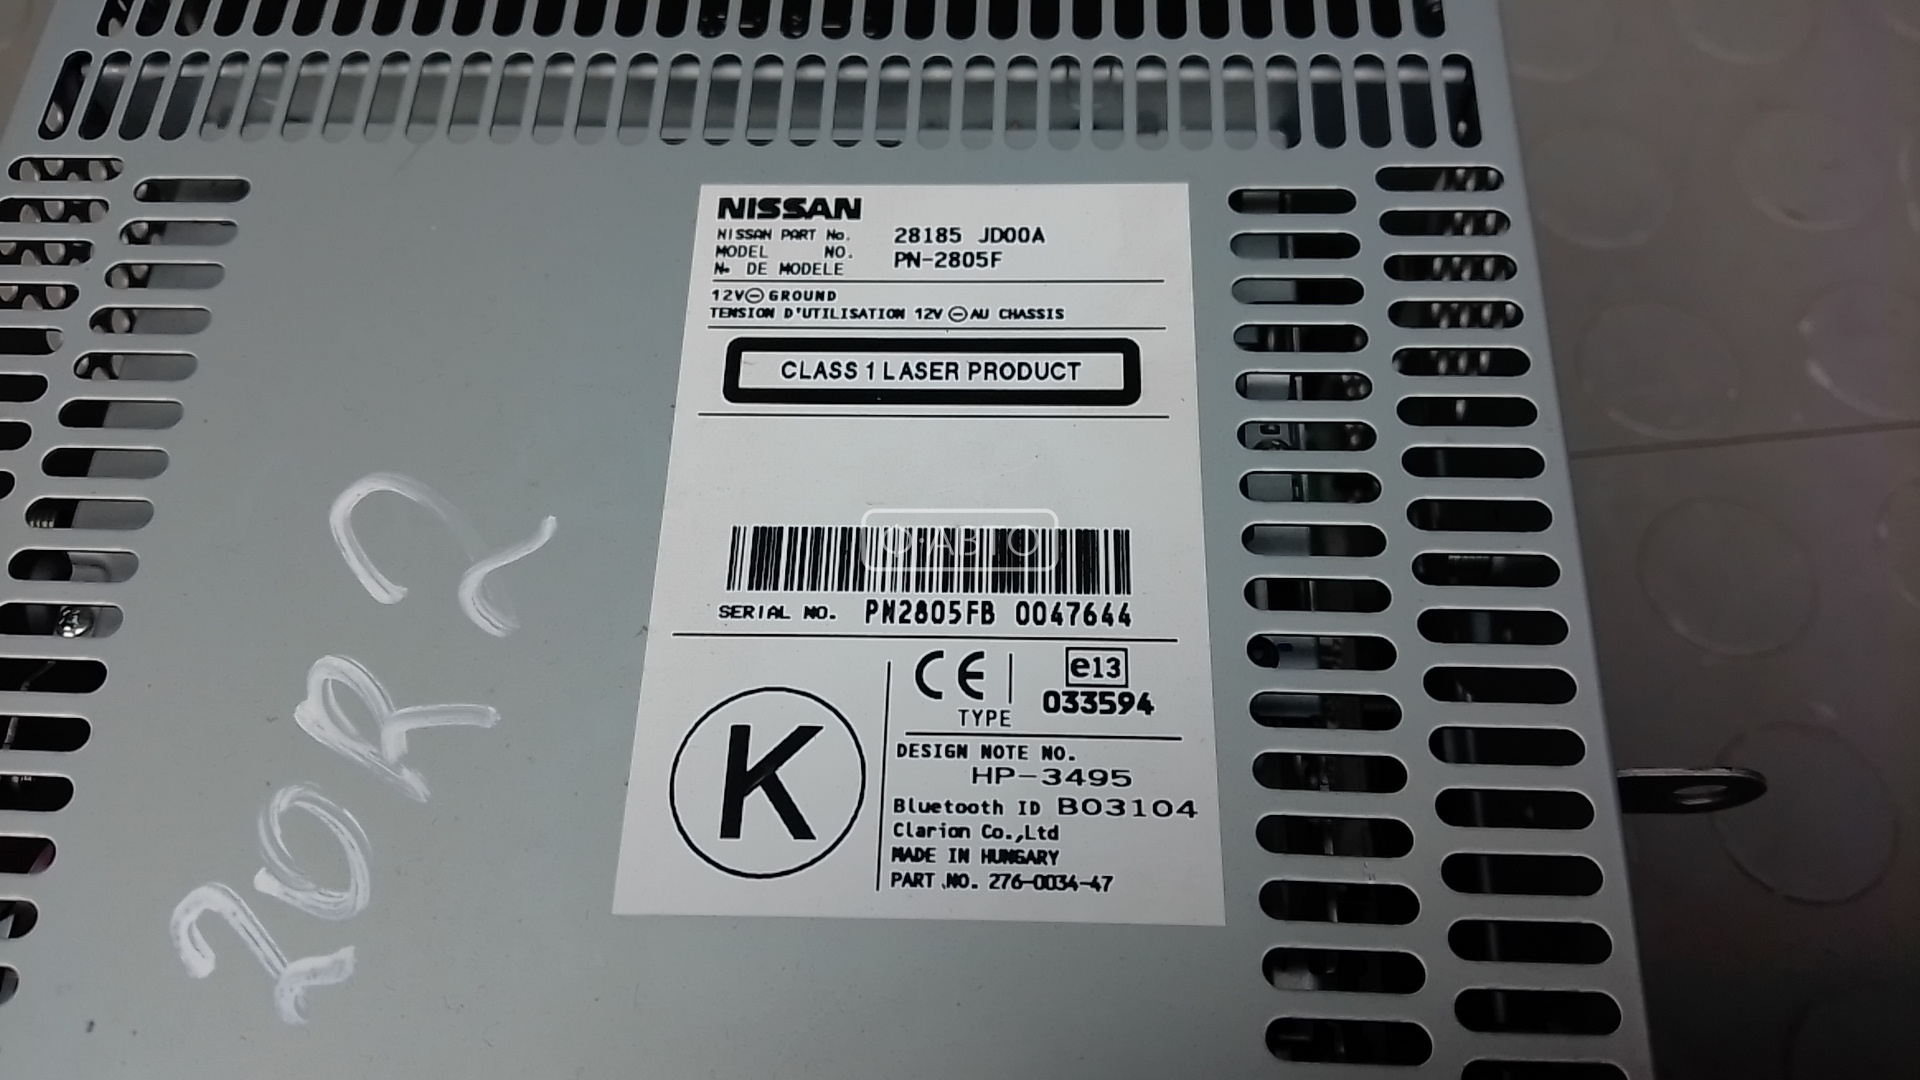 NISSAN
NISSAN PART No. 28185 JD00A
MODEL NO. PN-2805F
N- DE MODELE
12V⊖GROUND
TENSION D'UTILISATION 12V ⊖AU CHASSIS
CLASS 1 LASER PRODUCT
О·АВТО
SERIAL NO. PN2805FB 0047644
CE
e13
TYPE 033594
K
DESIGN NOTE NO.
HP-3495
Bluetooth ID B03104
Clarion Co.,Ltd
MADE IN HUNGARY
PART NO. 276-0034-47